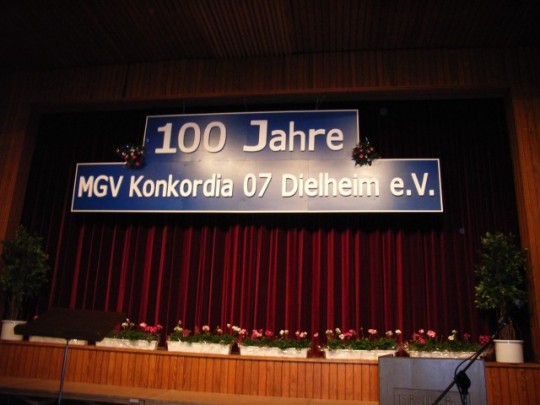 100 Jahre
MGV Konkordia 07 Dielheim e.V.